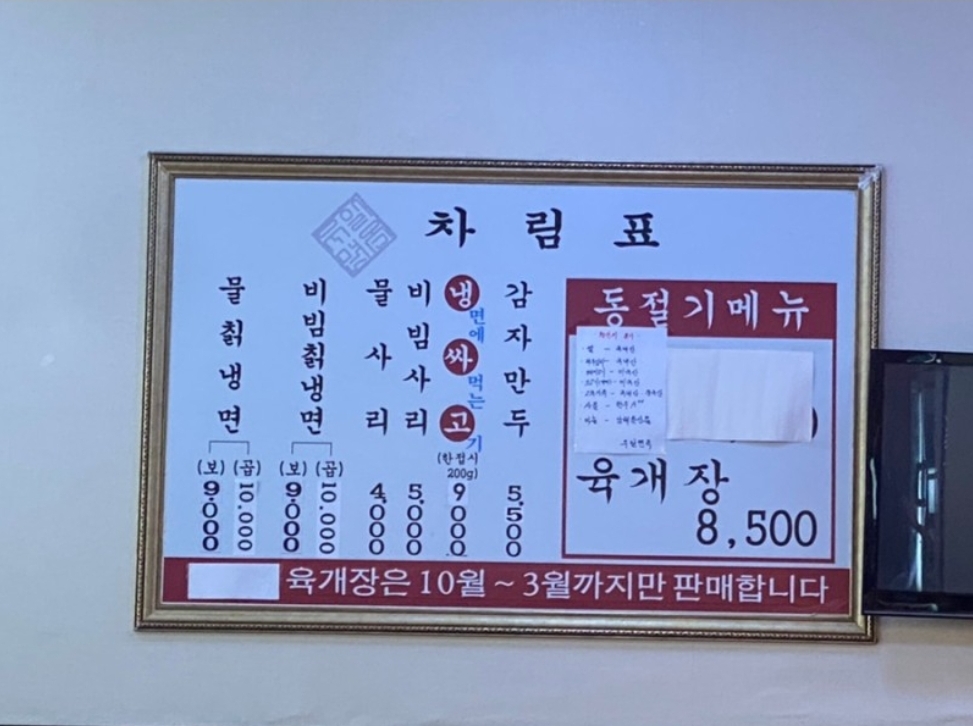 차림표
물칡냉면
(보) 9,000
(곱) 10,000
비빔칡냉면
(보) 9,000
(곱) 10,000
물사리
4,000
비빔사리
5,000
냉면에 싸먹는 고기
(한접시 200g)
9,000
감자만두
5,500
동절기메뉴
육개장
8,500
육개장은 10월 ~ 3월까지만 판매합니다